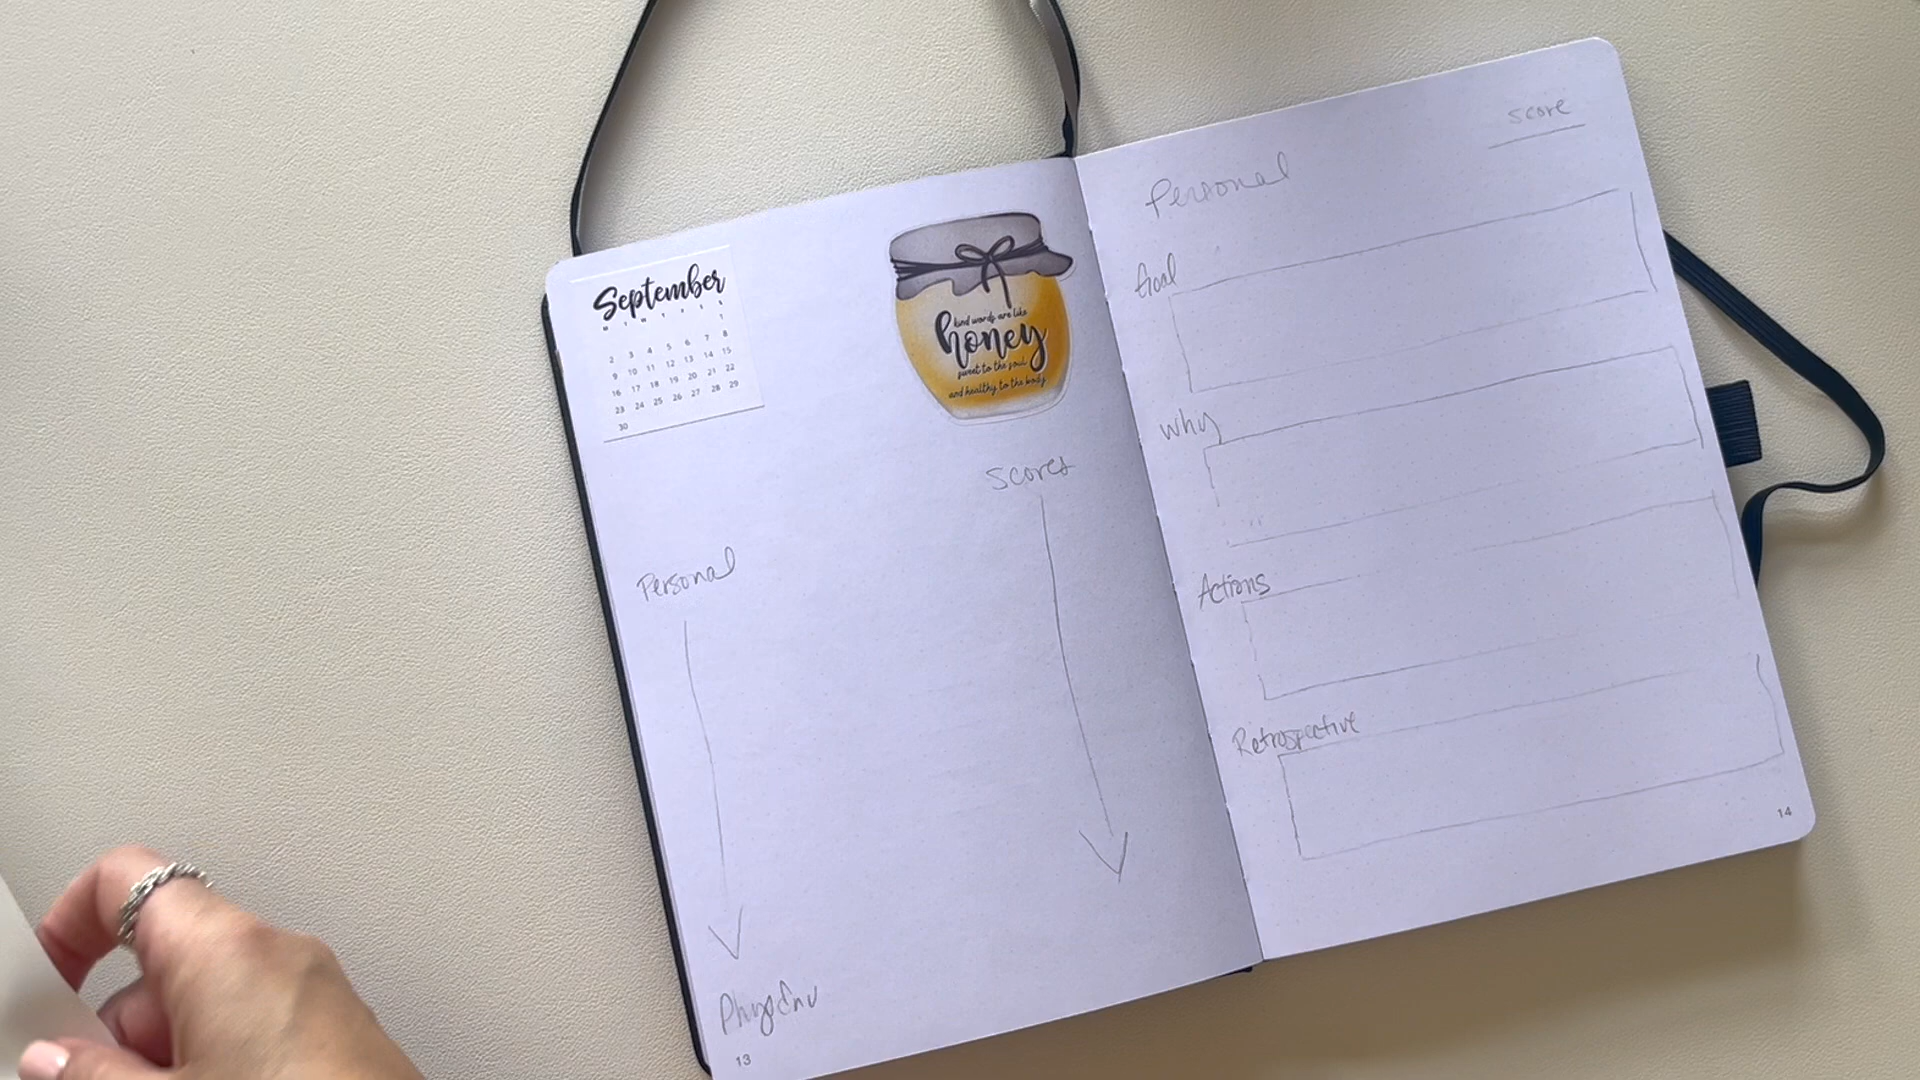 September
M T W T F S S
1
2 3 4 5 6 7 8
9 10 11 12 13 14 15
16 17 18 19 20 21 22
23 24 25 26 27 28 29
30
kind words are like
honey
sweet to the soul
and healthy to the body
scores
Personal
PhysEnv
13
score
Personal
Goal
Why
Actions
Retrospective
14